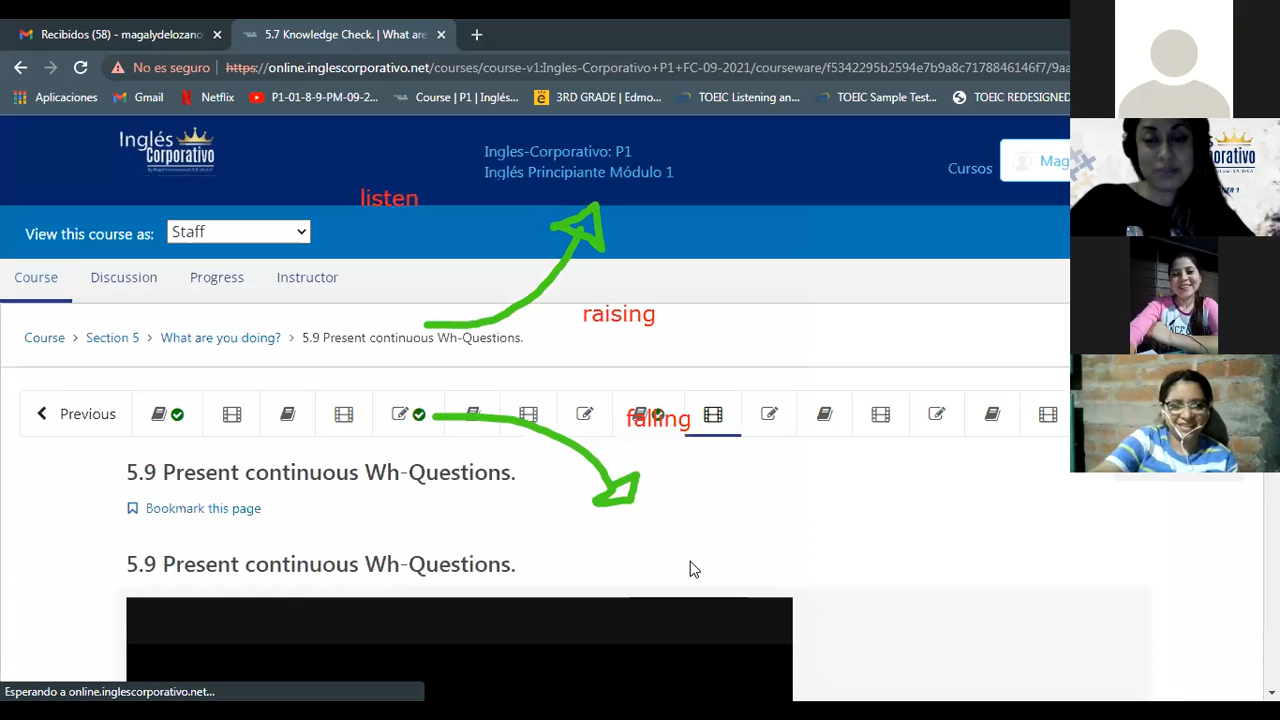 Recibidos (58) - magalydelozano
5.7 Knowledge Check. | What are
No es seguro
https://online.inglescorporativo.net/courses/course-v1:Ingles-Corporativo+P1+FC-09-2021/courseware/f5342295b2594e7b9a8c7178846146f7/9aa
Aplicaciones
Gmail
Netflix
P1-01-8-9-PM-09-2...
Course | P1 | Inglés...
3RD GRADE | Edmo...
TOEIC Listening an...
TOEIC Sample Test...
TOEIC REDESIGNED
Inglés
Corporativo
Ingles-Corporativo: P1
Inglés Principiante Módulo 1
Cursos
Mag
listen
View this course as:
Staff
Course
Discussion
Progress
Instructor
raising
Course > Section 5 > What are you doing? > 5.9 Present continuous Wh-Questions.
Previous
falling
5.9 Present continuous Wh-Questions.
Bookmark this page
5.9 Present continuous Wh-Questions.
Esperando a online.inglescorporativo.net...